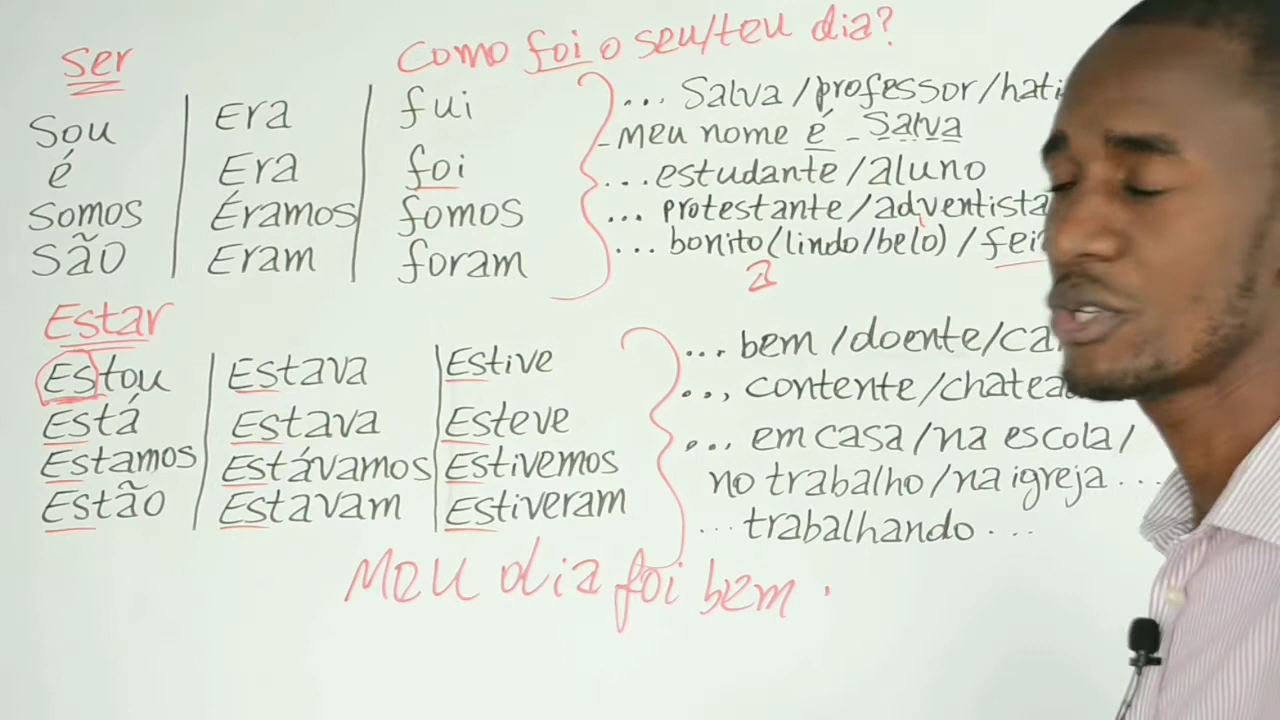 Ser
Como foi o seu/teu dia?
Sou | Era | fui
é | Era | foi
Somos | Éramos | fomos
São | Eram | foram
... Salva/professor/hati
- Meu nome é - Salva
... estudante/aluno
... protestante/adventista
... bonito(lindo/belo)/fei
a
Estar
Estou | Estava | Estive
Está | Estava | Esteve
Estamos | Estávamos | Estivemos
Estão | Estavam | Estiveram
... bem/doente/ca
..., contente/chatea
... em casa/na escola/
no trabalho/na igreja ...
... trabalhando ...
Meu dia foi bem.